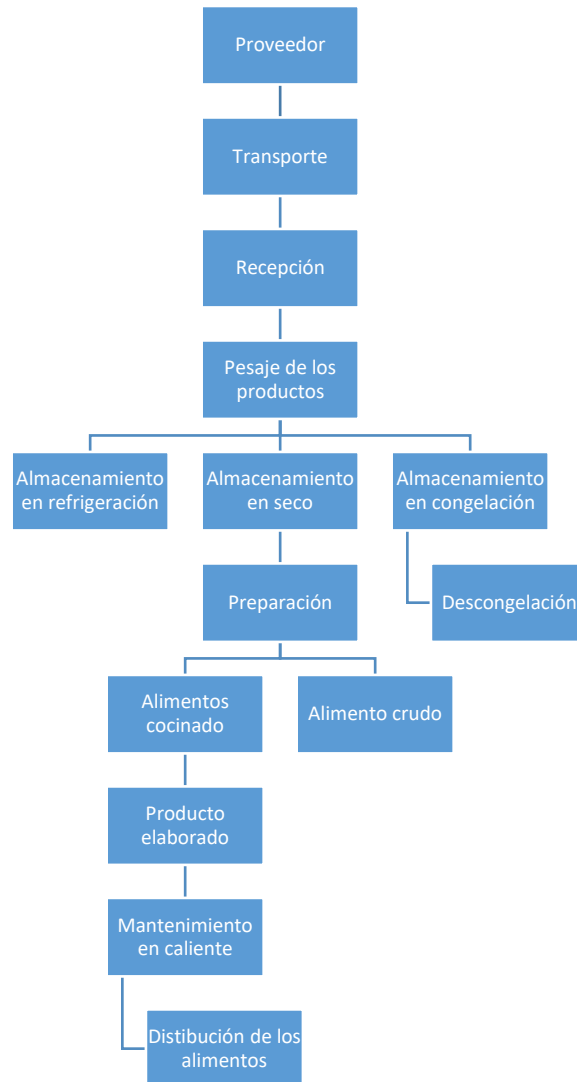 Proveedor
Transporte
Recepción
Pesaje de los
productos
Almacenamiento
en refrigeración
Almacenamiento
en seco
Almacenamiento
en congelación
Preparación
Descongelación
Alimentos
cocinado
Alimento crudo
Producto
elaborado
Mantenimiento
en caliente
Distibución de los
alimentos